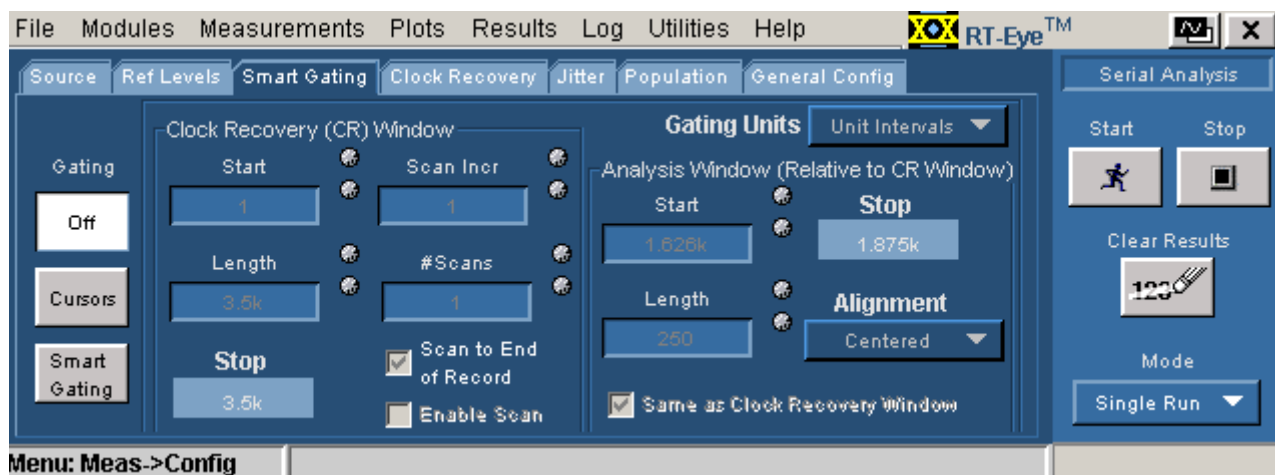 File Modules Measurements Plots Results Log Utilities Help RT-Eye™
Source Ref Levels Smart Gating Clock Recovery Jitter Population General Config
Serial Analysis
Gating
Off
Cursors
Smart
Gating
Clock Recovery (CR) Window
Start
1
Scan Incr
1
Length
3.5k
#Scans
1
Stop
3.5k
Scan to End
of Record
Enable Scan
Gating Units Unit Intervals
Analysis Window (Relative to CR Window)
Start
1.626k
Stop
1.875k
Length
250
Alignment
Centered
Same as Clock Recovery Window
Start Stop
Clear Results
123
Mode
Single Run
Menu: Meas->Config